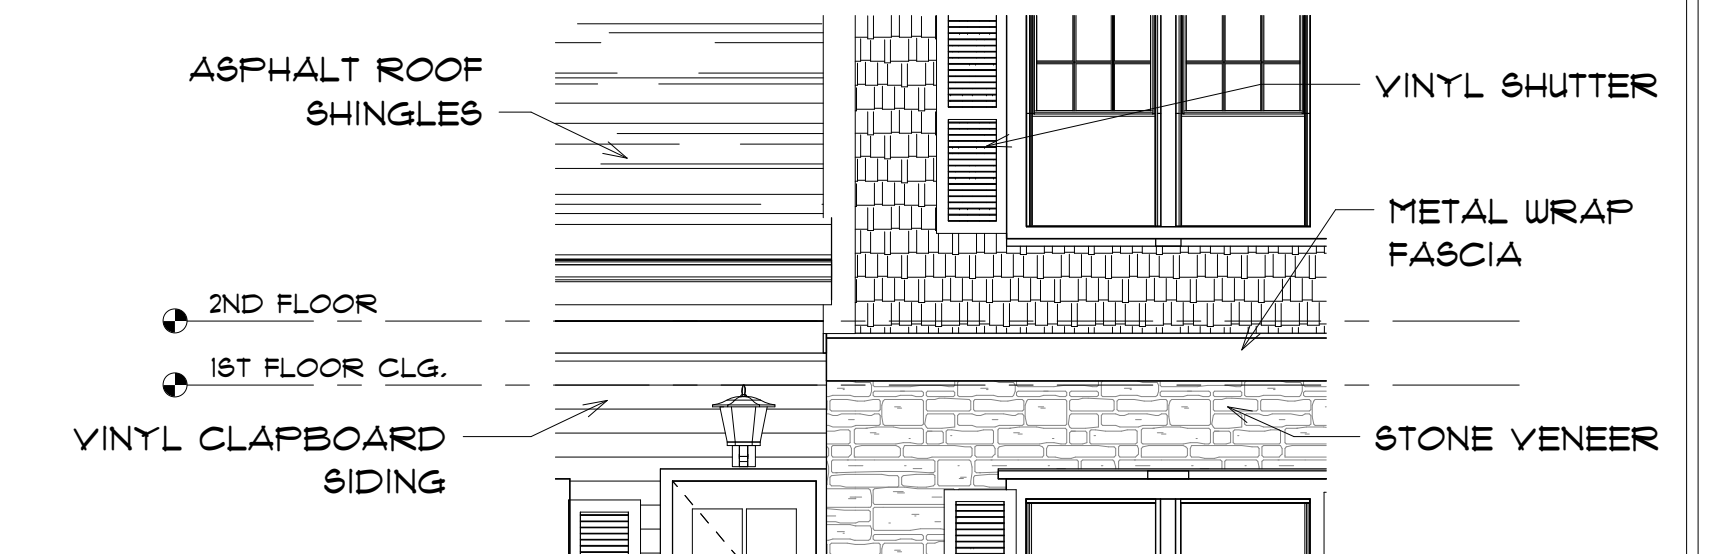 ASPHALT ROOF
SHINGLES
VINYL SHUTTER
METAL WRAP
FASCIA
2ND FLOOR
1ST FLOOR CLG.
VINYL CLAPBOARD
SIDING
STONE VENEER